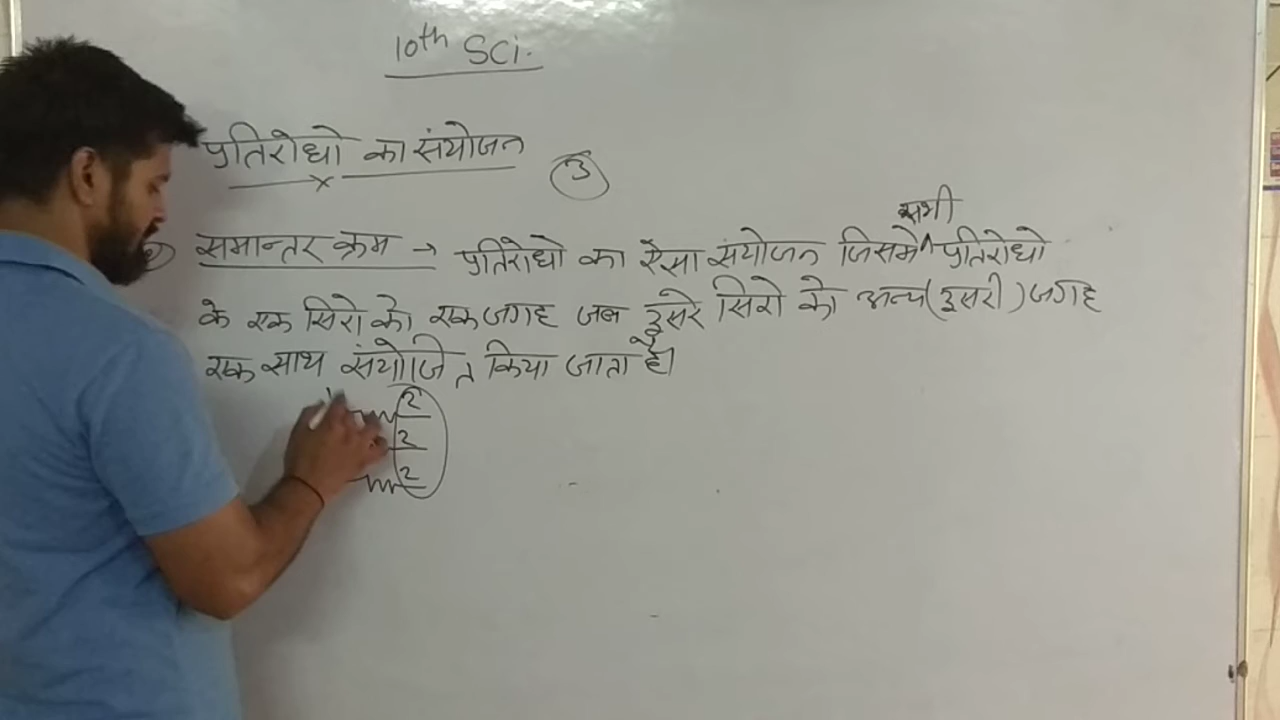 10th Sci.
प्रतिरोधो का संयोजन
3
समान्तर क्रम → प्रतिरोधो का ऐसा संयोजन जिसमे सभी प्रतिरोधो
के एक सिरो को एक जगह जब दूसरे सिरो को अन्य (दूसरी) जगह
एक साथ संयोजित किया जाता है।
2
2
2